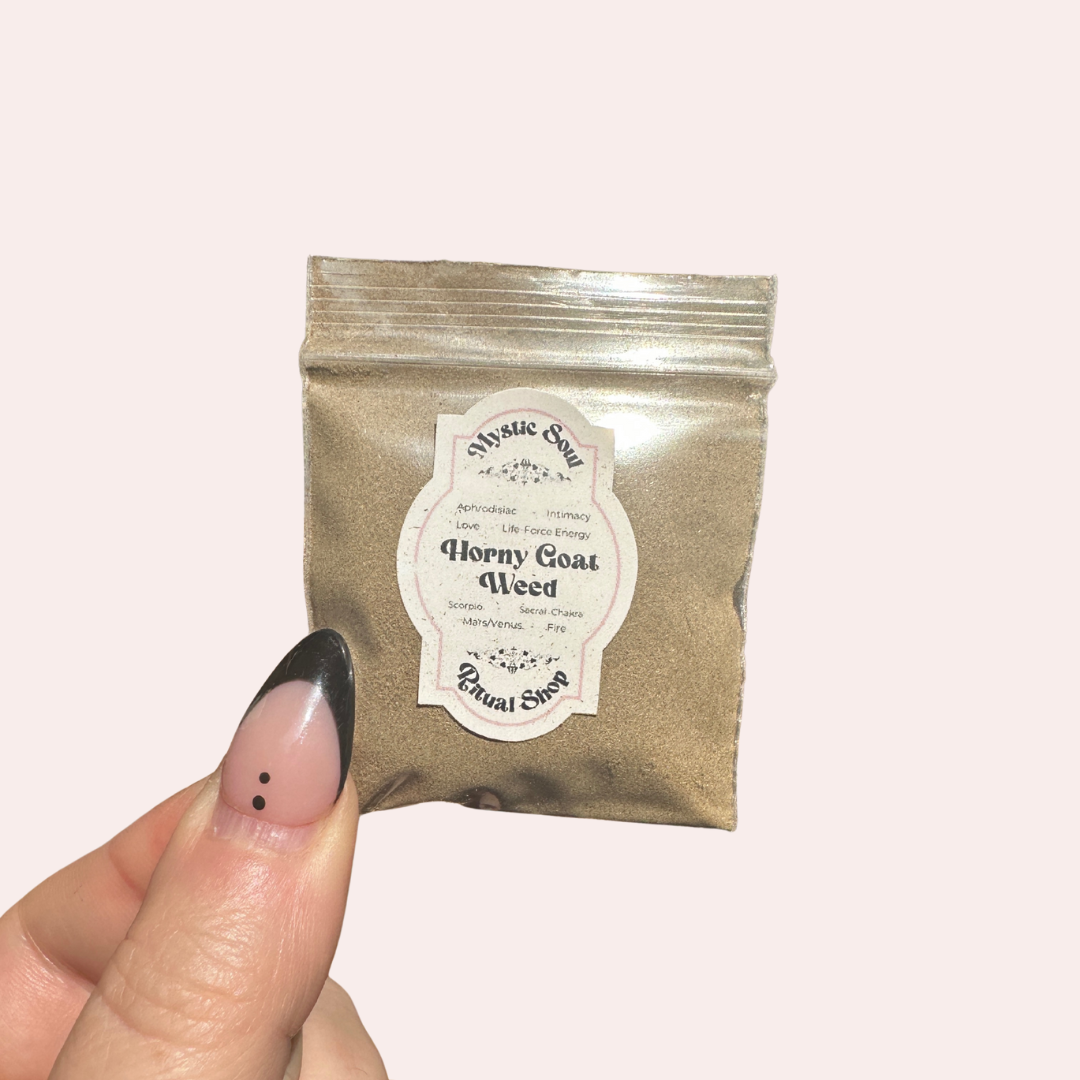 Mystic Soul
Aphrodisiac - Intimacy
Love - Life Force Energy
Horny Goat
Weed
Scorpio - Sacral Chakra
Mars/Venus - Fire
Ritual Shop